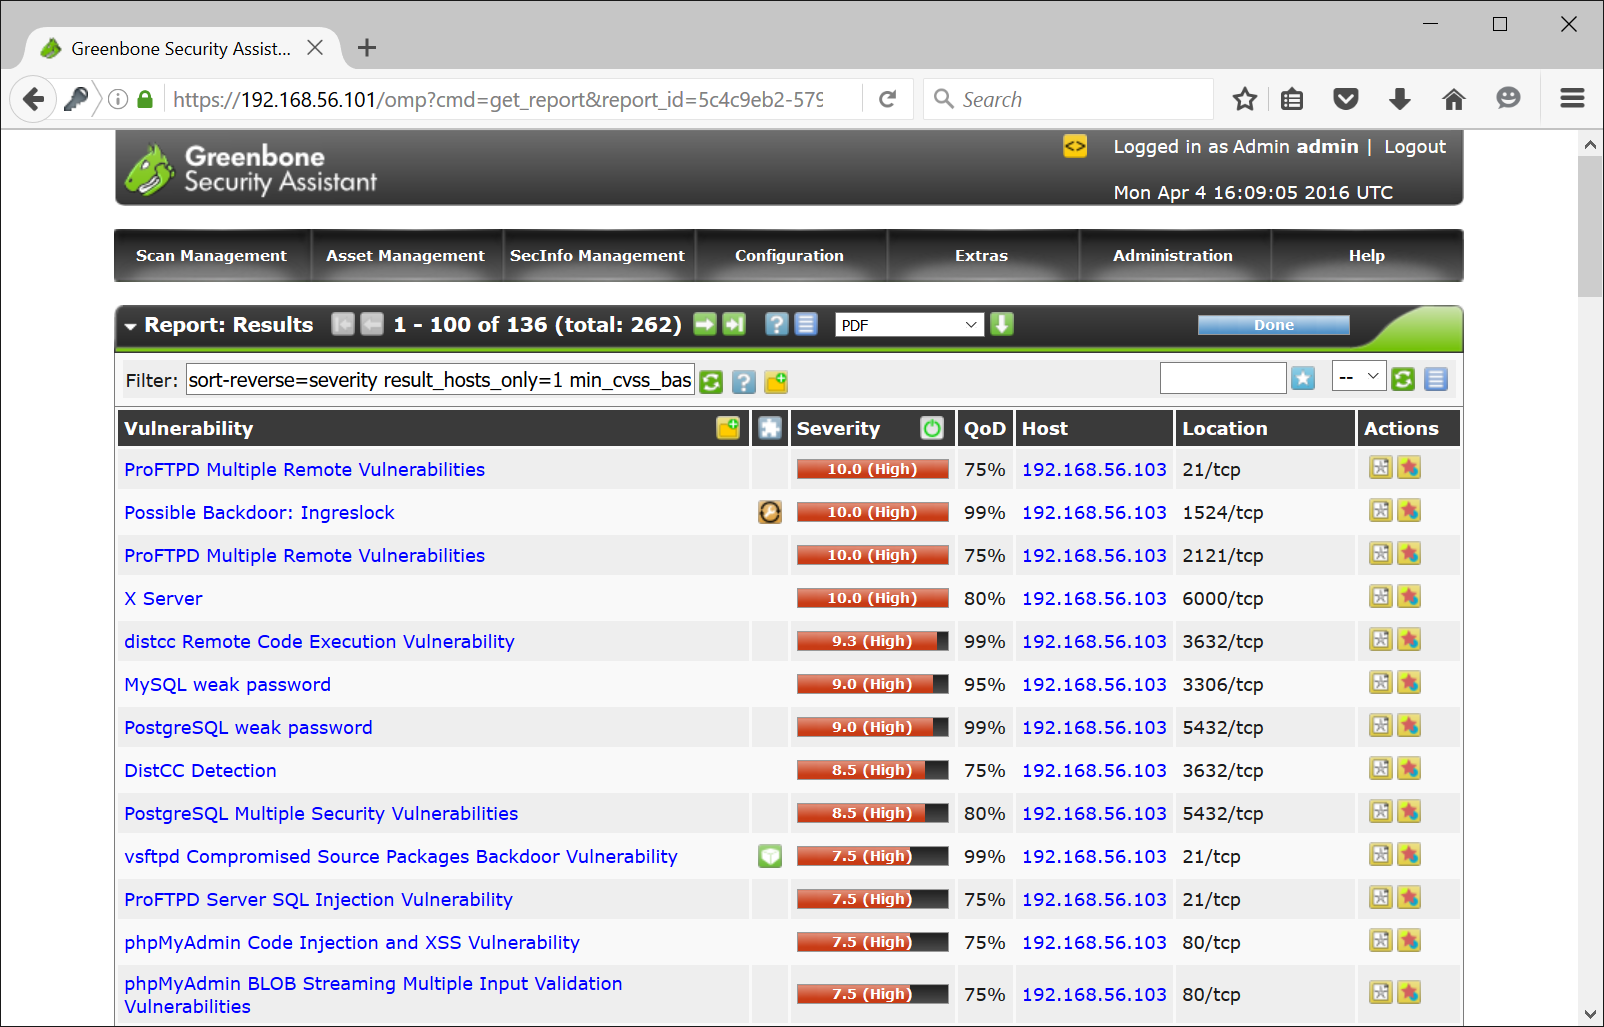 Greenbone Security Assist...
https://192.168.56.101/omp?cmd=get_report&report_id=5c4c9eb2-579
Search
Greenbone
Security Assistant
Logged in as Admin admin | Logout
Mon Apr 4 16:09:05 2016 UTC
Scan Management Asset Management SecInfo Management Configuration Extras Administration Help
Report: Results 1 - 100 of 136 (total: 262) PDF Done
Filter: sort-reverse=severity result_hosts_only=1 min_cvss_bas --
Vulnerability Severity QoD Host Location Actions
ProFTPD Multiple Remote Vulnerabilities 10.0 (High) 75% 192.168.56.103 21/tcp
Possible Backdoor: Ingreslock 10.0 (High) 99% 192.168.56.103 1524/tcp
ProFTPD Multiple Remote Vulnerabilities 10.0 (High) 75% 192.168.56.103 2121/tcp
X Server 10.0 (High) 80% 192.168.56.103 6000/tcp
distcc Remote Code Execution Vulnerability 9.3 (High) 99% 192.168.56.103 3632/tcp
MySQL weak password 9.0 (High) 95% 192.168.56.103 3306/tcp
PostgreSQL weak password 9.0 (High) 99% 192.168.56.103 5432/tcp
DistCC Detection 8.5 (High) 75% 192.168.56.103 3632/tcp
PostgreSQL Multiple Security Vulnerabilities 8.5 (High) 80% 192.168.56.103 5432/tcp
vsftpd Compromised Source Packages Backdoor Vulnerability 7.5 (High) 99% 192.168.56.103 21/tcp
ProFTPD Server SQL Injection Vulnerability 7.5 (High) 75% 192.168.56.103 21/tcp
phpMyAdmin Code Injection and XSS Vulnerability 7.5 (High) 75% 192.168.56.103 80/tcp
phpMyAdmin BLOB Streaming Multiple Input Validation
Vulnerabilities 7.5 (High) 75% 192.168.56.103 80/tcp